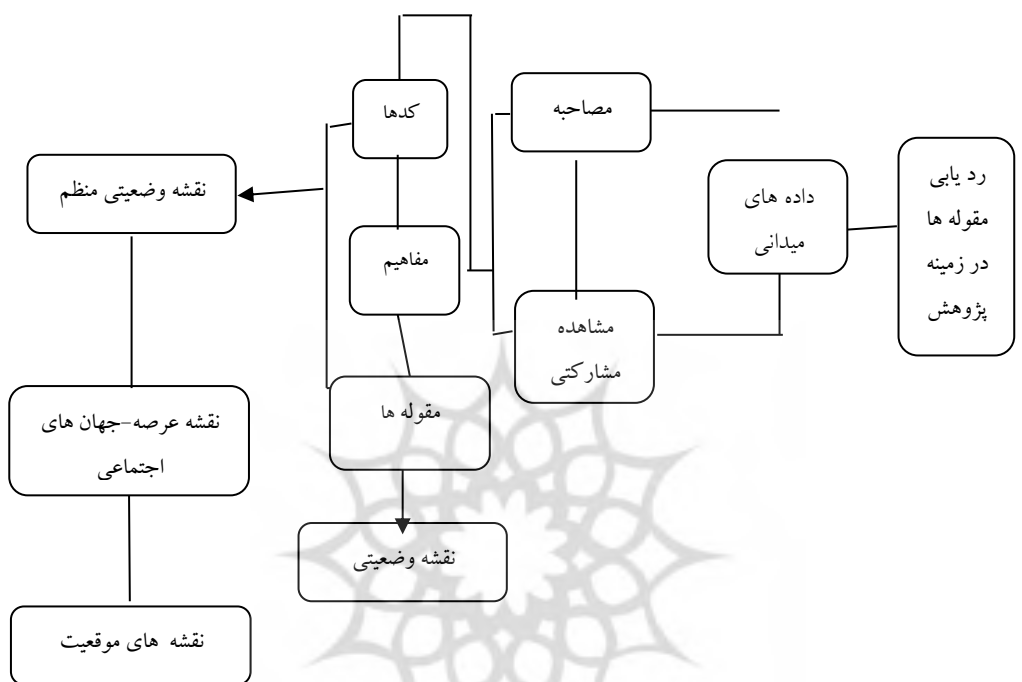 رد یابی
مقوله ها
در زمینه
پژوهش
داده های
میدانی
مصاحبه
مشاهده
مشارکتی
کدها
مفاهیم
مقوله ها
نقشه وضعیتی
نقشه وضعیتی منظم
نقشه عرصه-جهان های
اجتماعی
نقشه های موقعیت